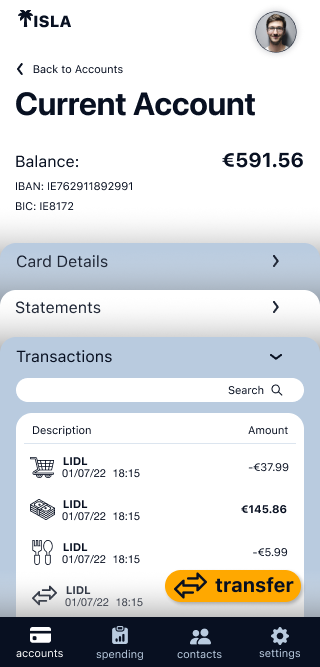 ISLA
Back to Accounts
Current Account
Balance: €591.56
IBAN: IE762911892991
BIC: IE8172
Card Details
Statements
Transactions
Search
Description Amount
LIDL
01/07/22 18:15 -€37.99
LIDL
01/07/22 18:15 €145.86
LIDL
01/07/22 18:15 -€5.99
LIDL
01/07/22 18:15
transfer
accounts spending contacts settings